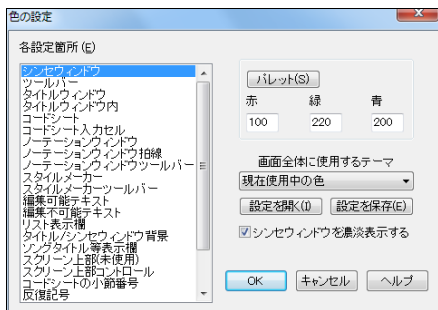 色の設定
各設定箇所(E)
シンセウィンドウ
ツールバー
タイトルウィンドウ
タイトルウィンドウ内
コードシート
コードシート入力セル
ノーテーションウィンドウ
ノーテーションウィンドウ拍線
ノーテーションウィンドウツールバー
スタイルメーカー
スタイルメーカーツールバー
編集可能テキスト
編集不可能テキスト
リスト表示欄
タイトル/シンセウィンドウ背景
ソングタイトル等表示欄
スクリーン上部(未使用)
スクリーン上部コントロール
コードシートの小節番号
反復記号
パレット(S)
赤 緑 青
100 220 200
画面全体に使用するテーマ
現在使用中の色
設定を開く(I) 設定を保存(E)
シンセウィンドウを濃淡表示する
OK キャンセル ヘルプ